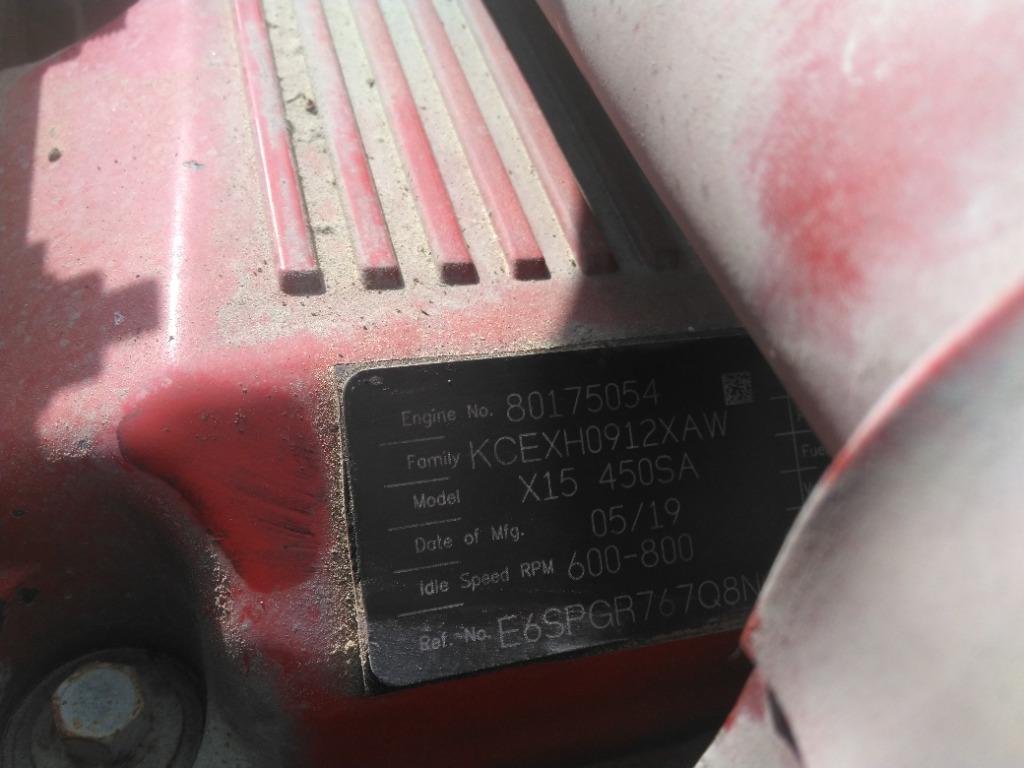 Engine No. 80175054
Family KCEXH0912XAW
Model X15 450SA
Date of Mfg. 05/19
Idle Speed RPM 600-800
Ref. No. E6SPGR767Q8N